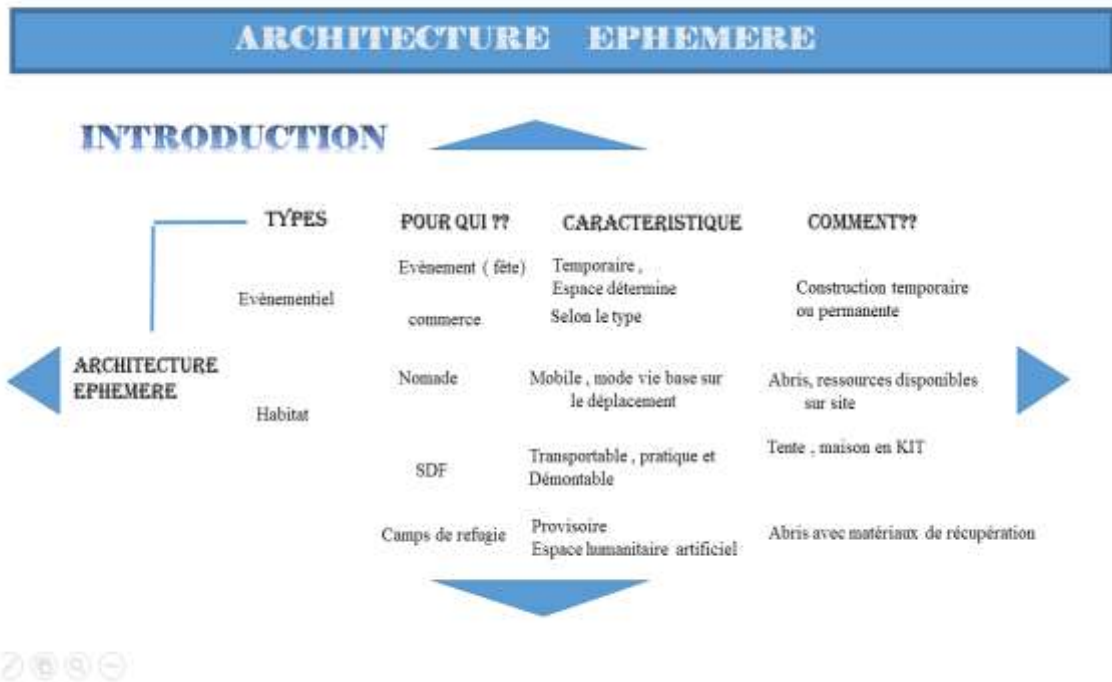 ARCHITECTURE EPHEMERE
INTRODUCTION
TYPES
POUR QUI ??
CARACTERISTIQUE
COMMENT??
Evènement ( fête)
Temporaire ,
Espace détermine
Evènementiel
Construction temporaire
ou permanente
commerce
Selon le type
ARCHITECTURE
EPHEMERE
Nomade
Mobile , mode vie base sur
le déplacement
Abris, ressources disponibles
sur site
Habitat
SDF
Transportable , pratique et
Démontable
Tente , maison en KIT
Camps de refugie
Provisoire
Espace humanitaire artificiel
Abris avec matériaux de récupération